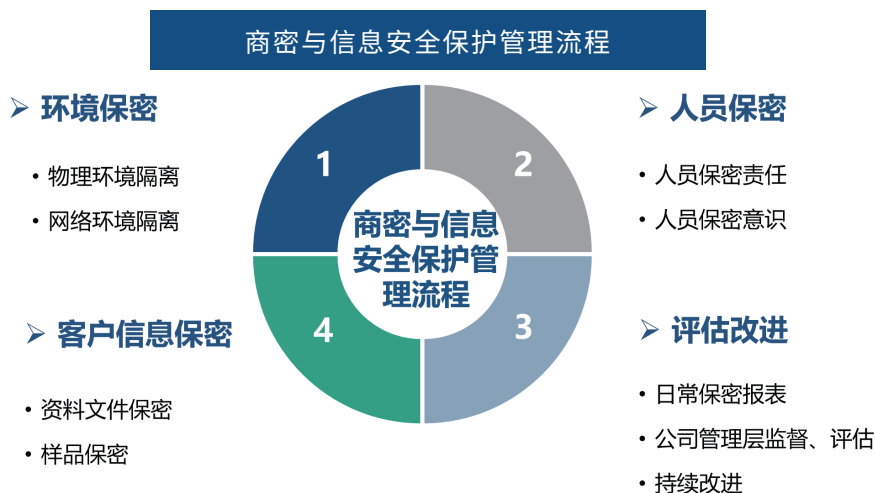 商密与信息安全保护管理流程
➢ 环境保密
• 物理环境隔离
• 网络环境隔离
1
2
➢ 人员保密
• 人员保密责任
• 人员保密意识
商密与信息
安全保护管
理流程
➢ 客户信息保密
• 资料文件保密
• 样品保密
4
3
➢ 评估改进
• 日常保密报表
• 公司管理层监督、评估
• 持续改进